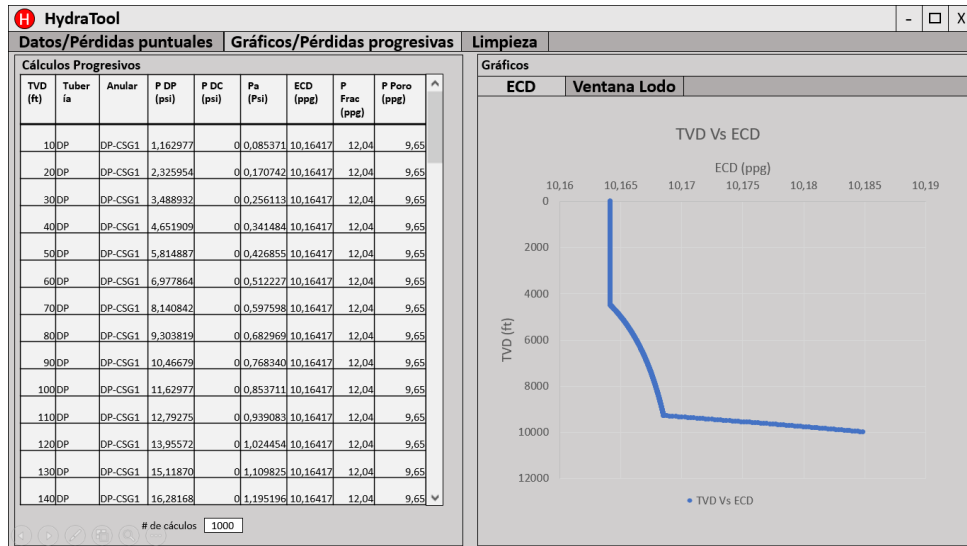 H HydraTool - X
Datos/Pérdidas puntuales Gráficos/Pérdidas progresivas Limpieza
Cálculos Progresivos
TVD (ft) Tubería Anular P DP (psi) P DC (psi) Pa (Psi) ECD (ppg) P Frac (ppg) P Poro (ppg)
10 DP DP-CSG1 1,162977 0 0,085371 10,16417 12,04 9,65
20 DP DP-CSG1 2,325954 0 0,170742 10,16417 12,04 9,65
30 DP DP-CSG1 3,488932 0 0,256113 10,16417 12,04 9,65
40 DP DP-CSG1 4,651909 0 0,341484 10,16417 12,04 9,65
50 DP DP-CSG1 5,814887 0 0,426855 10,16417 12,04 9,65
60 DP DP-CSG1 6,977864 0 0,512227 10,16417 12,04 9,65
70 DP DP-CSG1 8,140842 0 0,597598 10,16417 12,04 9,65
80 DP DP-CSG1 9,303819 0 0,682969 10,16417 12,04 9,65
90 DP DP-CSG1 10,46679 0 0,768340 10,16417 12,04 9,65
100 DP DP-CSG1 11,62977 0 0,853711 10,16417 12,04 9,65
110 DP DP-CSG1 12,79275 0 0,939083 10,16417 12,04 9,65
120 DP DP-CSG1 13,95572 0 1,024454 10,16417 12,04 9,65
130 DP DP-CSG1 15,11870 0 1,109825 10,16417 12,04 9,65
140 DP DP-CSG1 16,28168 0 1,195196 10,16417 12,04 9,65
# de cáculos 1000
Gráficos
ECD Ventana Lodo
TVD Vs ECD
ECD (ppg)
10,16 10,165 10,17 10,175 10,18 10,185 10,19
TVD (ft)
0
2000
4000
6000
8000
10000
12000
TVD Vs ECD